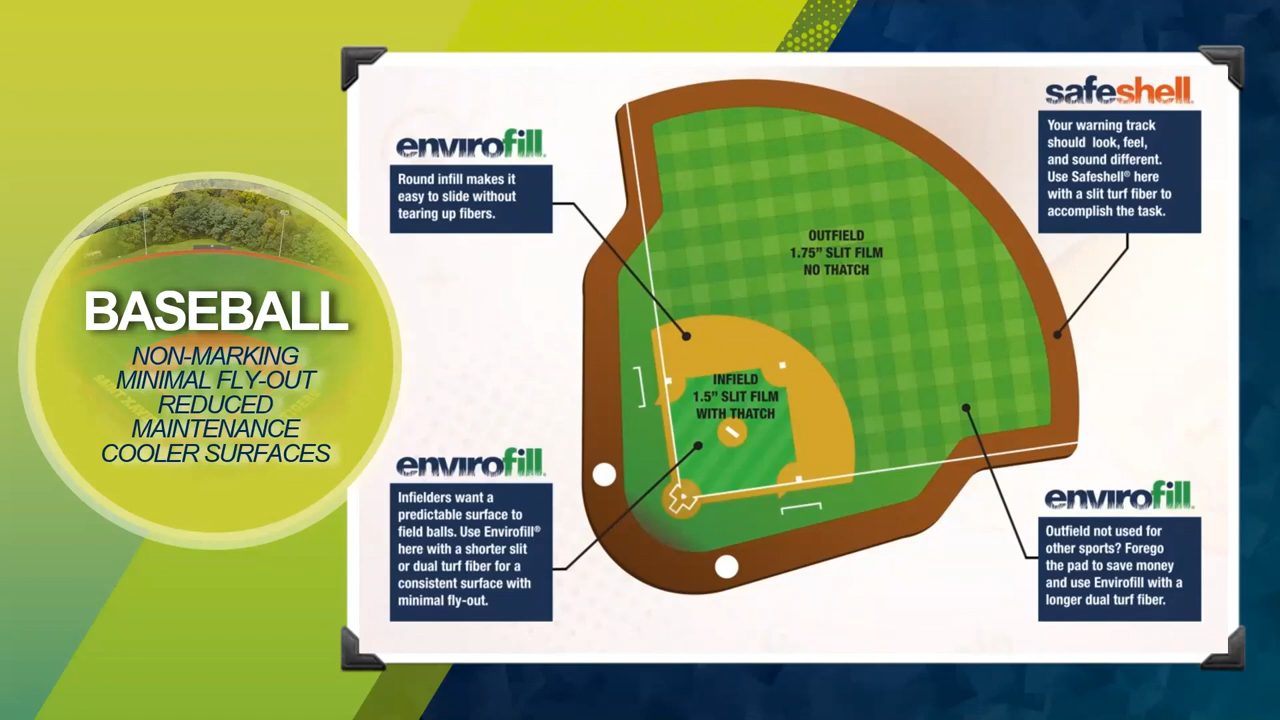 BASEBALL
NON-MARKING
MINIMAL FLY-OUT
REDUCED
MAINTENANCE
COOLER SURFACES
envirofill
Round infill makes it
easy to slide without
tearing up fibers.
envirofill
Infielders want a
predictable surface to
field balls. Use Envirofill®
here with a shorter slit
or dual turf fiber for a
consistent surface with
minimal fly-out.
OUTFIELD
1.75” SLIT FILM
NO THATCH
INFIELD
1.5” SLIT FILM
WITH THATCH
safeshell
Your warning track
should look, feel,
and sound different.
Use Safeshell® here
with a slit turf fiber to
accomplish the task.
envirofill
Outfield not used for
other sports? Forego
the pad to save money
and use Envirofill with a
longer dual turf fiber.